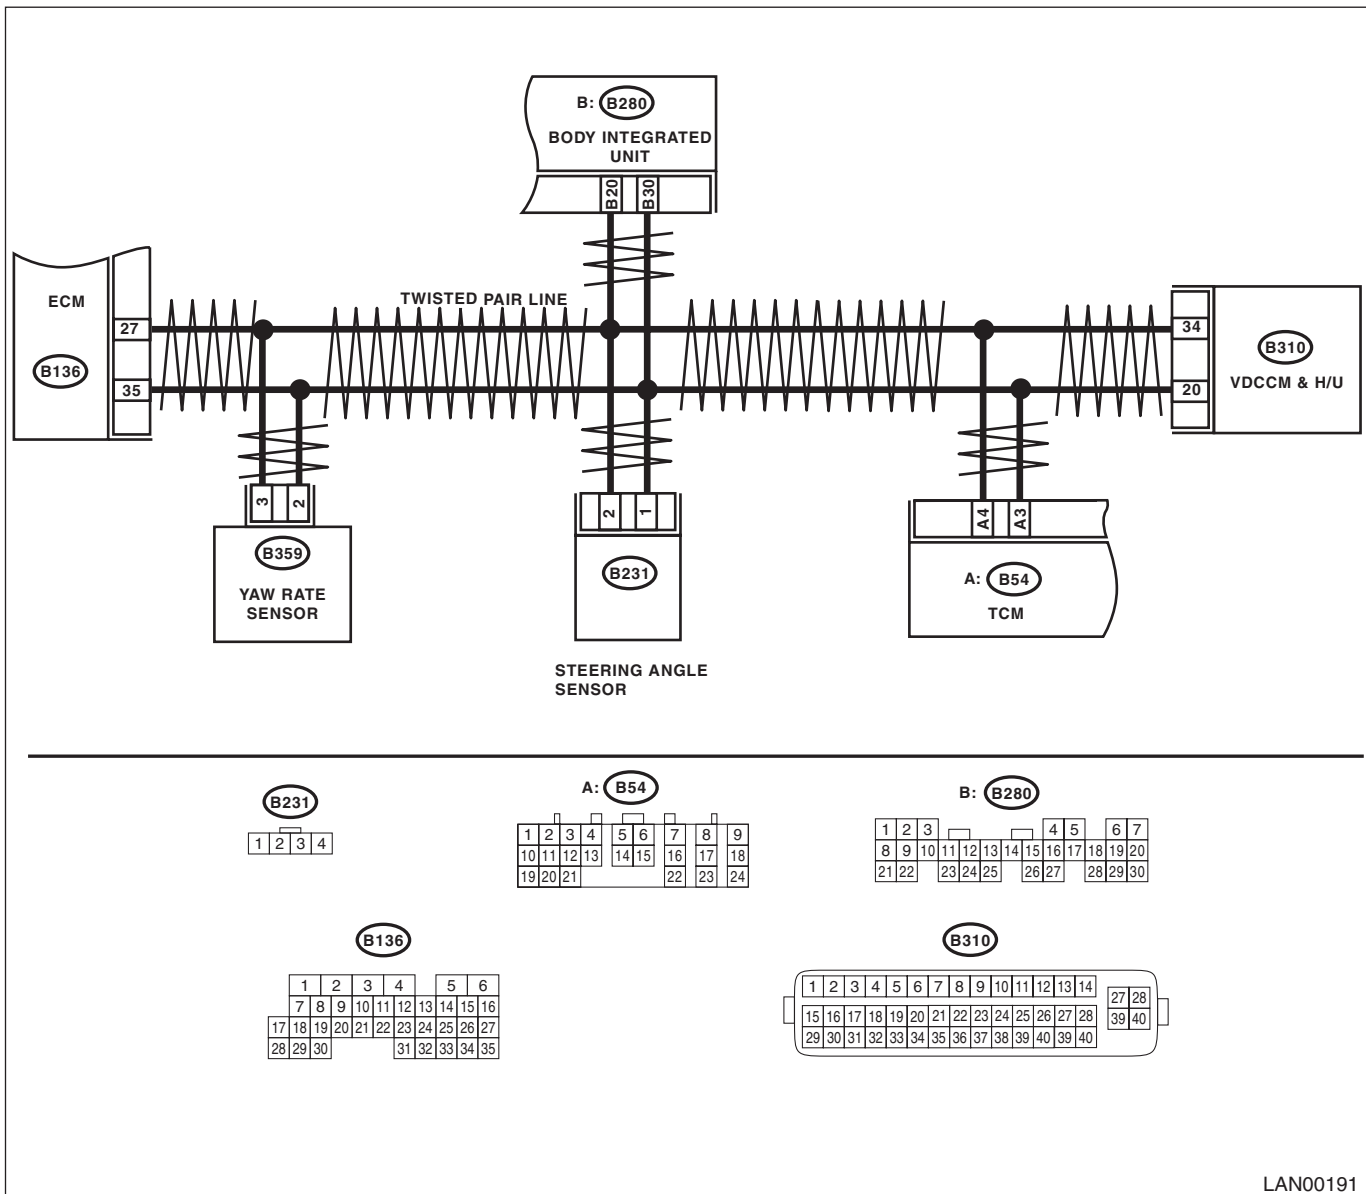 B: B280
BODY INTEGRATED
UNIT
B20 B30
ECM
TWISTED PAIR LINE
27
34
B136
B310
35
VDCCM & H/U
20
3 2
2 1
A4 A3
B359
B231
A: B54
YAW RATE
SENSOR
TCM
STEERING ANGLE
SENSOR
B231
A: B54
B: B280
1 2 3 4
1 2 3 4 5 6 7 8 9
10 11 12 13 14 15 16 17 18
19 20 21 22 23 24
1 2 3 4 5 6 7
8 9 10 11 12 13 14 15 16 17 18 19 20
21 22 23 24 25 26 27 28 29 30
B136
B310
1 2 3 4 5 6
7 8 9 10 11 12 13 14 15 16
17 18 19 20 21 22 23 24 25 26 27
28 29 30 31 32 33 34 35
1 2 3 4 5 6 7 8 9 10 11 12 13 14
27 28
15 16 17 18 19 20 21 22 23 24 25 26 27 28
39 40
29 30 31 32 33 34 35 36 37 38 39 40 39 40
LAN00191